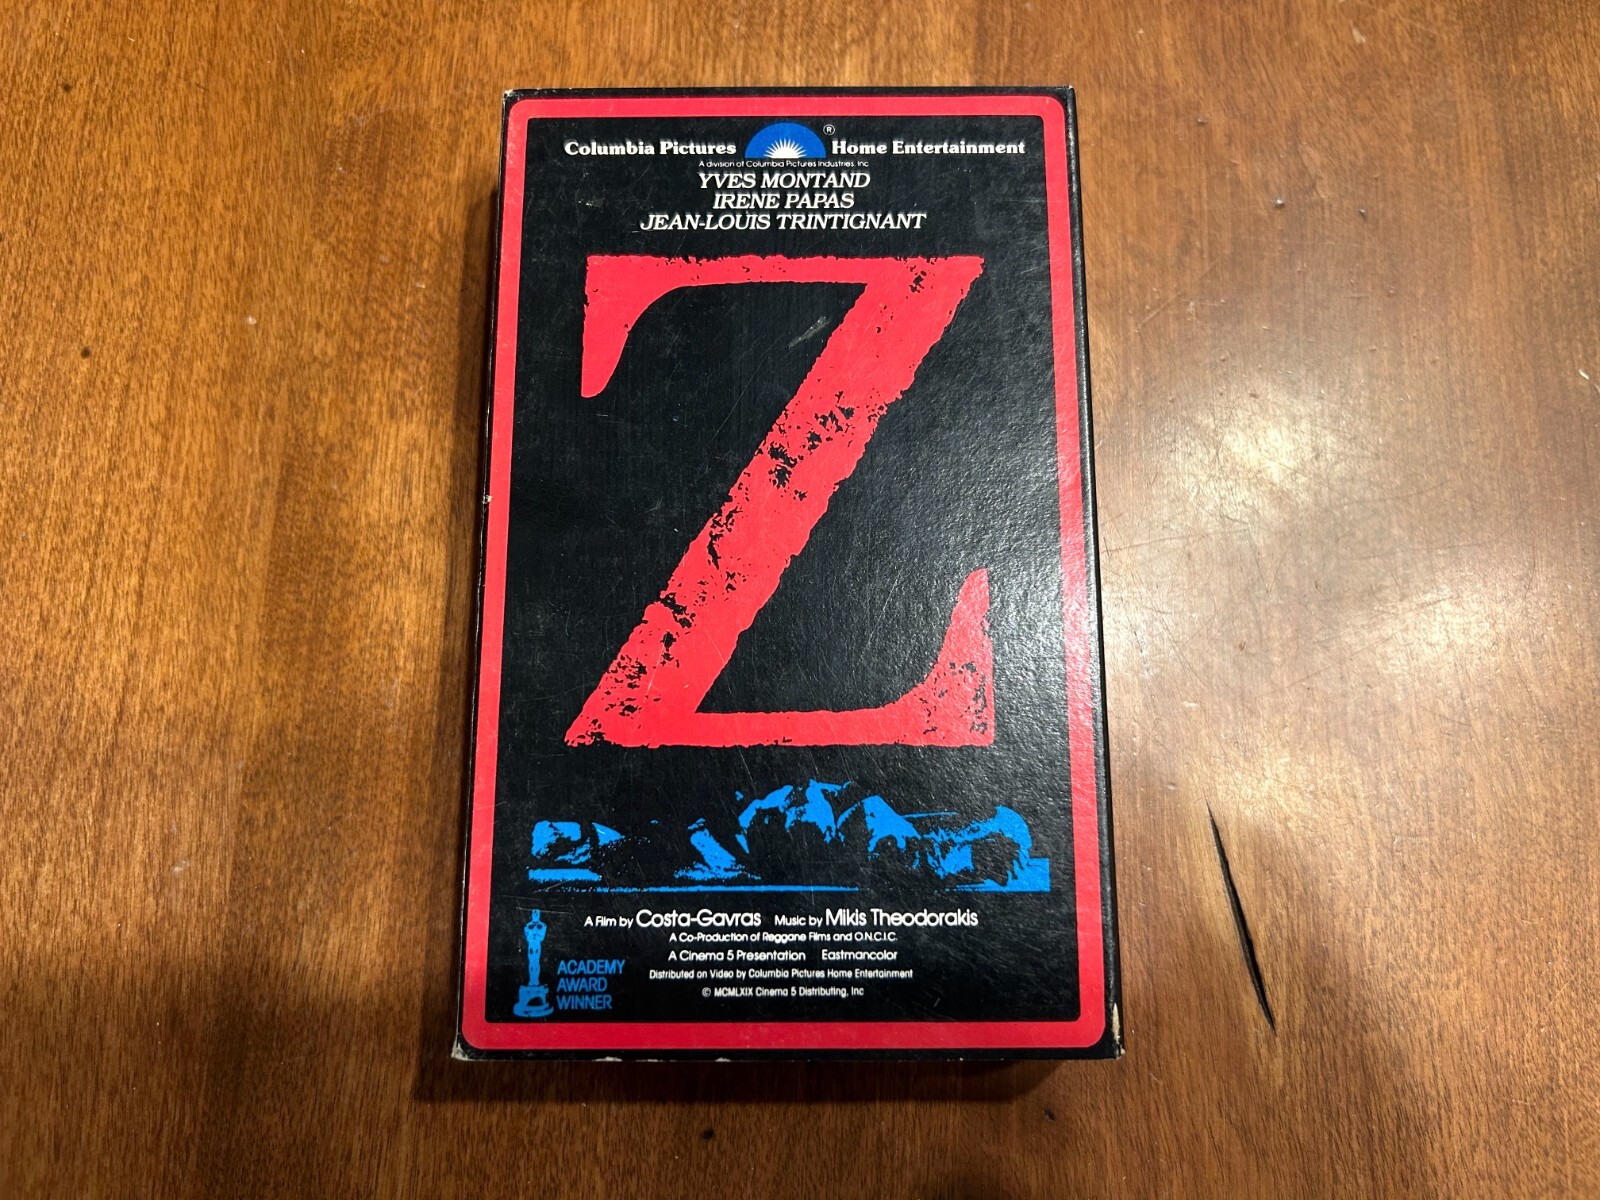 Columbia Pictures ® Home Entertainment
A division of Columbia Pictures Industries, Inc
YVES MONTAND
IRENE PAPAS
JEAN-LOUIS TRINTIGNANT
Z
A Film by Costa-Gavras Music by Mikis Theodorakis
A Co-Production of Reggane Films and O.N.C.I.C.
A Cinema 5 Presentation Eastmancolor
Distributed on Video by Columbia Pictures Home Entertainment
© MCMLXIX Cinema 5 Distributing, Inc
ACADEMY
AWARD
WINNER